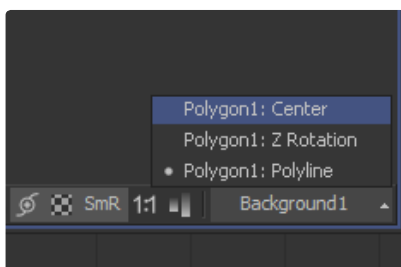 Polygon1: Center
Polygon1: Z Rotation
Polygon1: Polyline
SmR 1:1 Background1